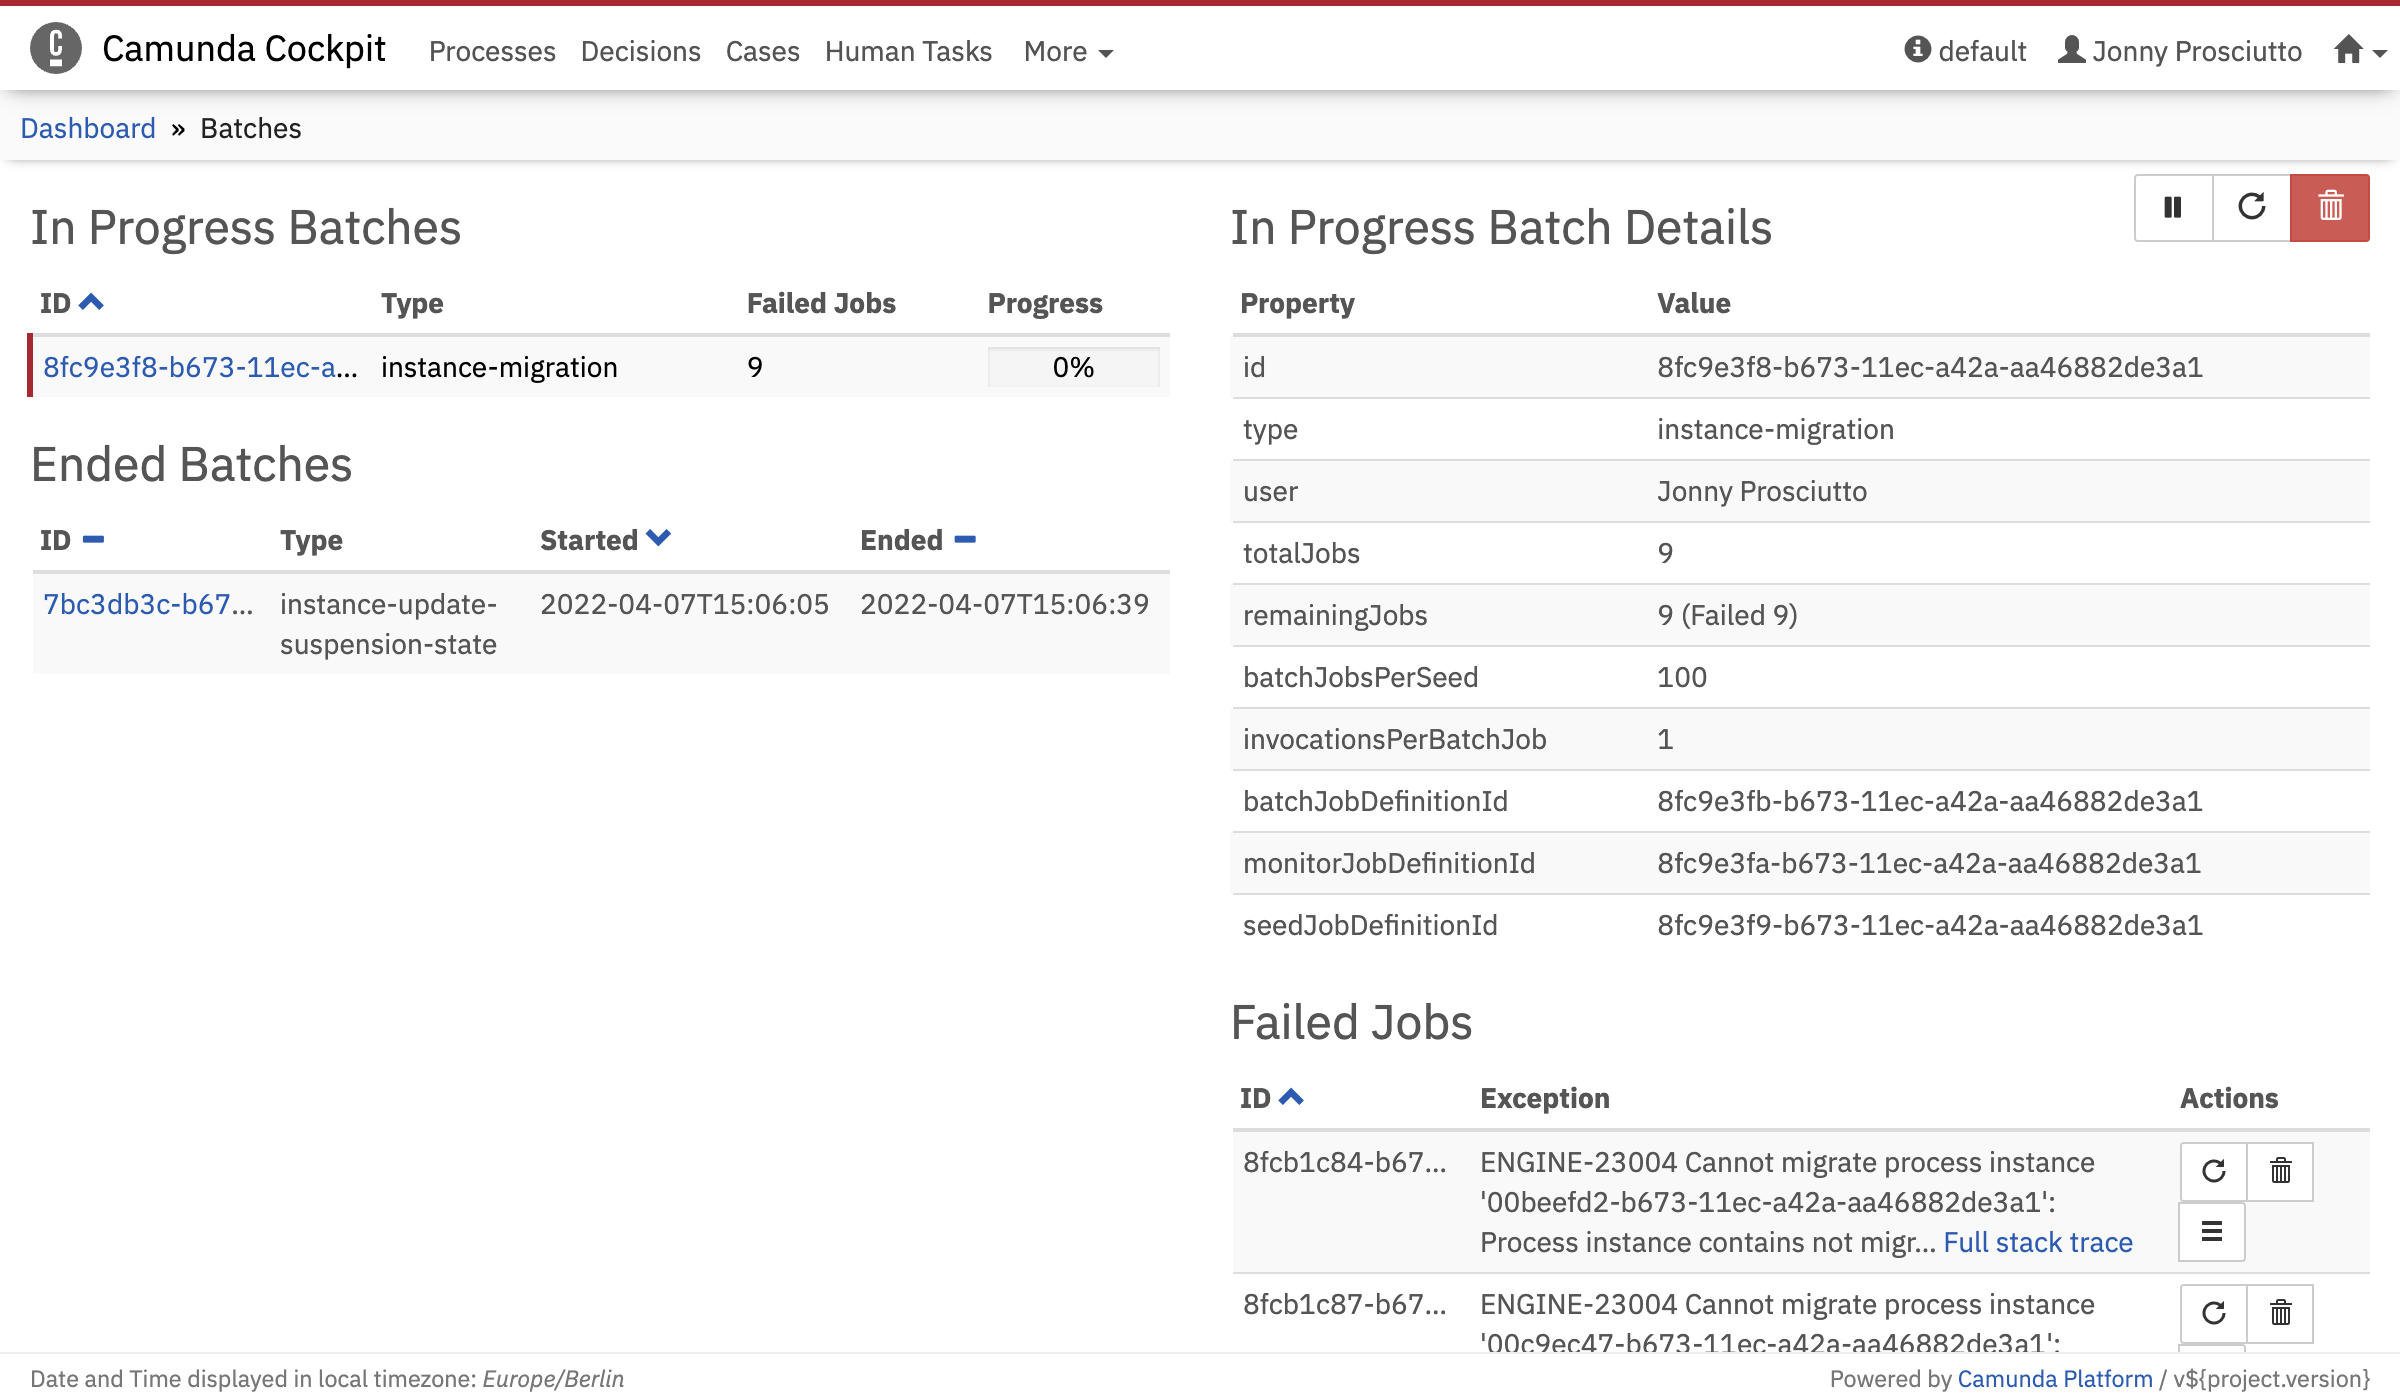 Camunda Cockpit Processes Decisions Cases Human Tasks More default Jonny Prosciutto
Dashboard » Batches
In Progress Batches
ID Type Failed Jobs Progress
8fc9e3f8-b673-11ec-a... instance-migration 9 0%
Ended Batches
ID Type Started Ended
7bc3db3c-b67... instance-update- 2022-04-07T15:06:05 2022-04-07T15:06:39
suspension-state
In Progress Batch Details
Property Value
id 8fc9e3f8-b673-11ec-a42a-aa46882de3a1
type instance-migration
user Jonny Prosciutto
totalJobs 9
remainingJobs 9 (Failed 9)
batchJobsPerSeed 100
invocationsPerBatchJob 1
batchJobDefinitionId 8fc9e3fb-b673-11ec-a42a-aa46882de3a1
monitorJobDefinitionId 8fc9e3fa-b673-11ec-a42a-aa46882de3a1
seedJobDefinitionId 8fc9e3f9-b673-11ec-a42a-aa46882de3a1
Failed Jobs
ID Exception Actions
8fcb1c84-b67... ENGINE-23004 Cannot migrate process instance
'00beefd2-b673-11ec-a42a-aa46882de3a1':
Process instance contains not migr... Full stack trace
8fcb1c87-b67... ENGINE-23004 Cannot migrate process instance
'00c9ec47-b673-11ec-a42a-aa46882de3a1':
Date and Time displayed in local timezone: Europe/Berlin
Powered by Camunda Platform / v${project.version}